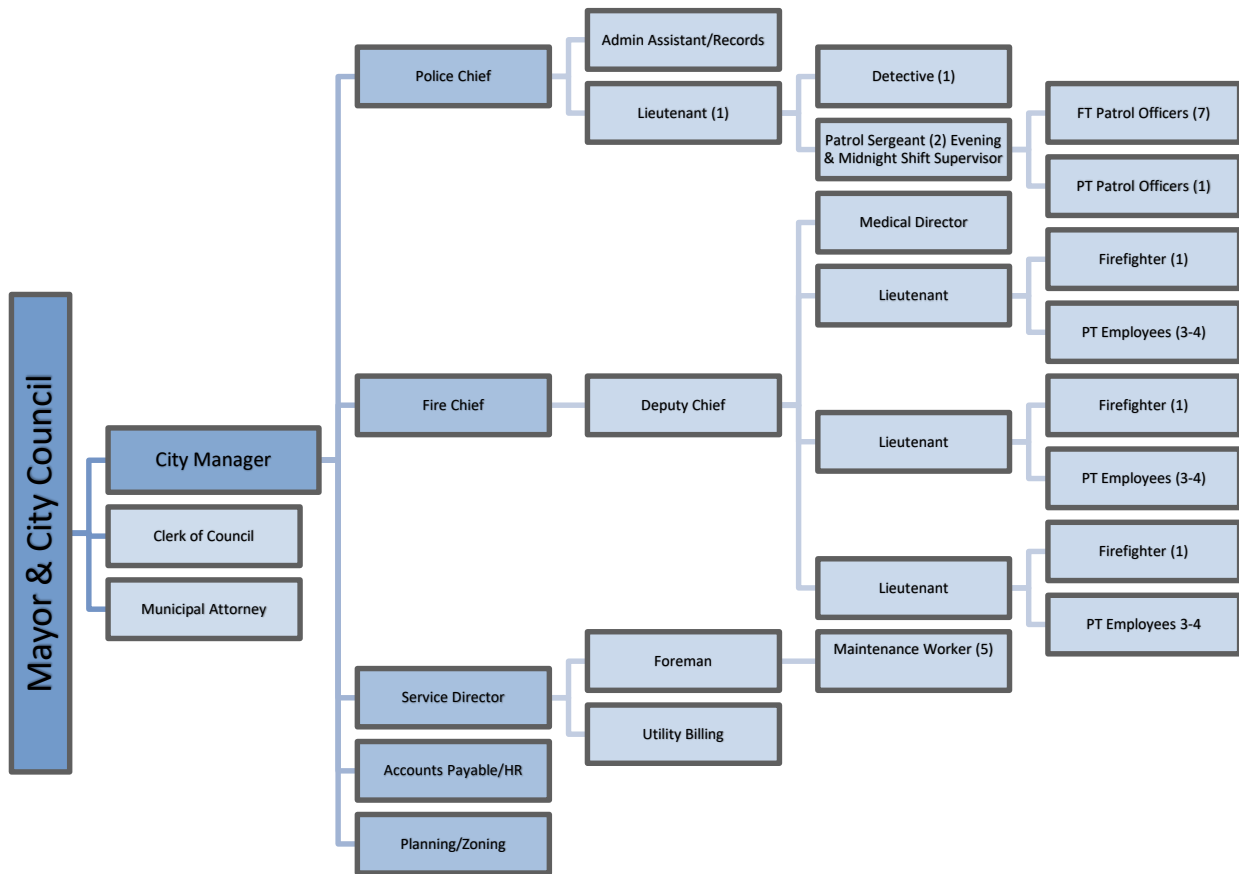 Mayor & City Council
City Manager
Clerk of Council
Municipal Attorney
Police Chief
Admin Assistant/Records
Lieutenant (1)
Detective (1)
Patrol Sergeant (2) Evening
& Midnight Shift Supervisor
FT Patrol Officers (7)
PT Patrol Officers (1)
Fire Chief
Deputy Chief
Medical Director
Lieutenant
Firefighter (1)
PT Employees (3-4)
Lieutenant
Firefighter (1)
PT Employees (3-4)
Lieutenant
Firefighter (1)
PT Employees 3-4
Service Director
Foreman
Maintenance Worker (5)
Utility Billing
Accounts Payable/HR
Planning/Zoning